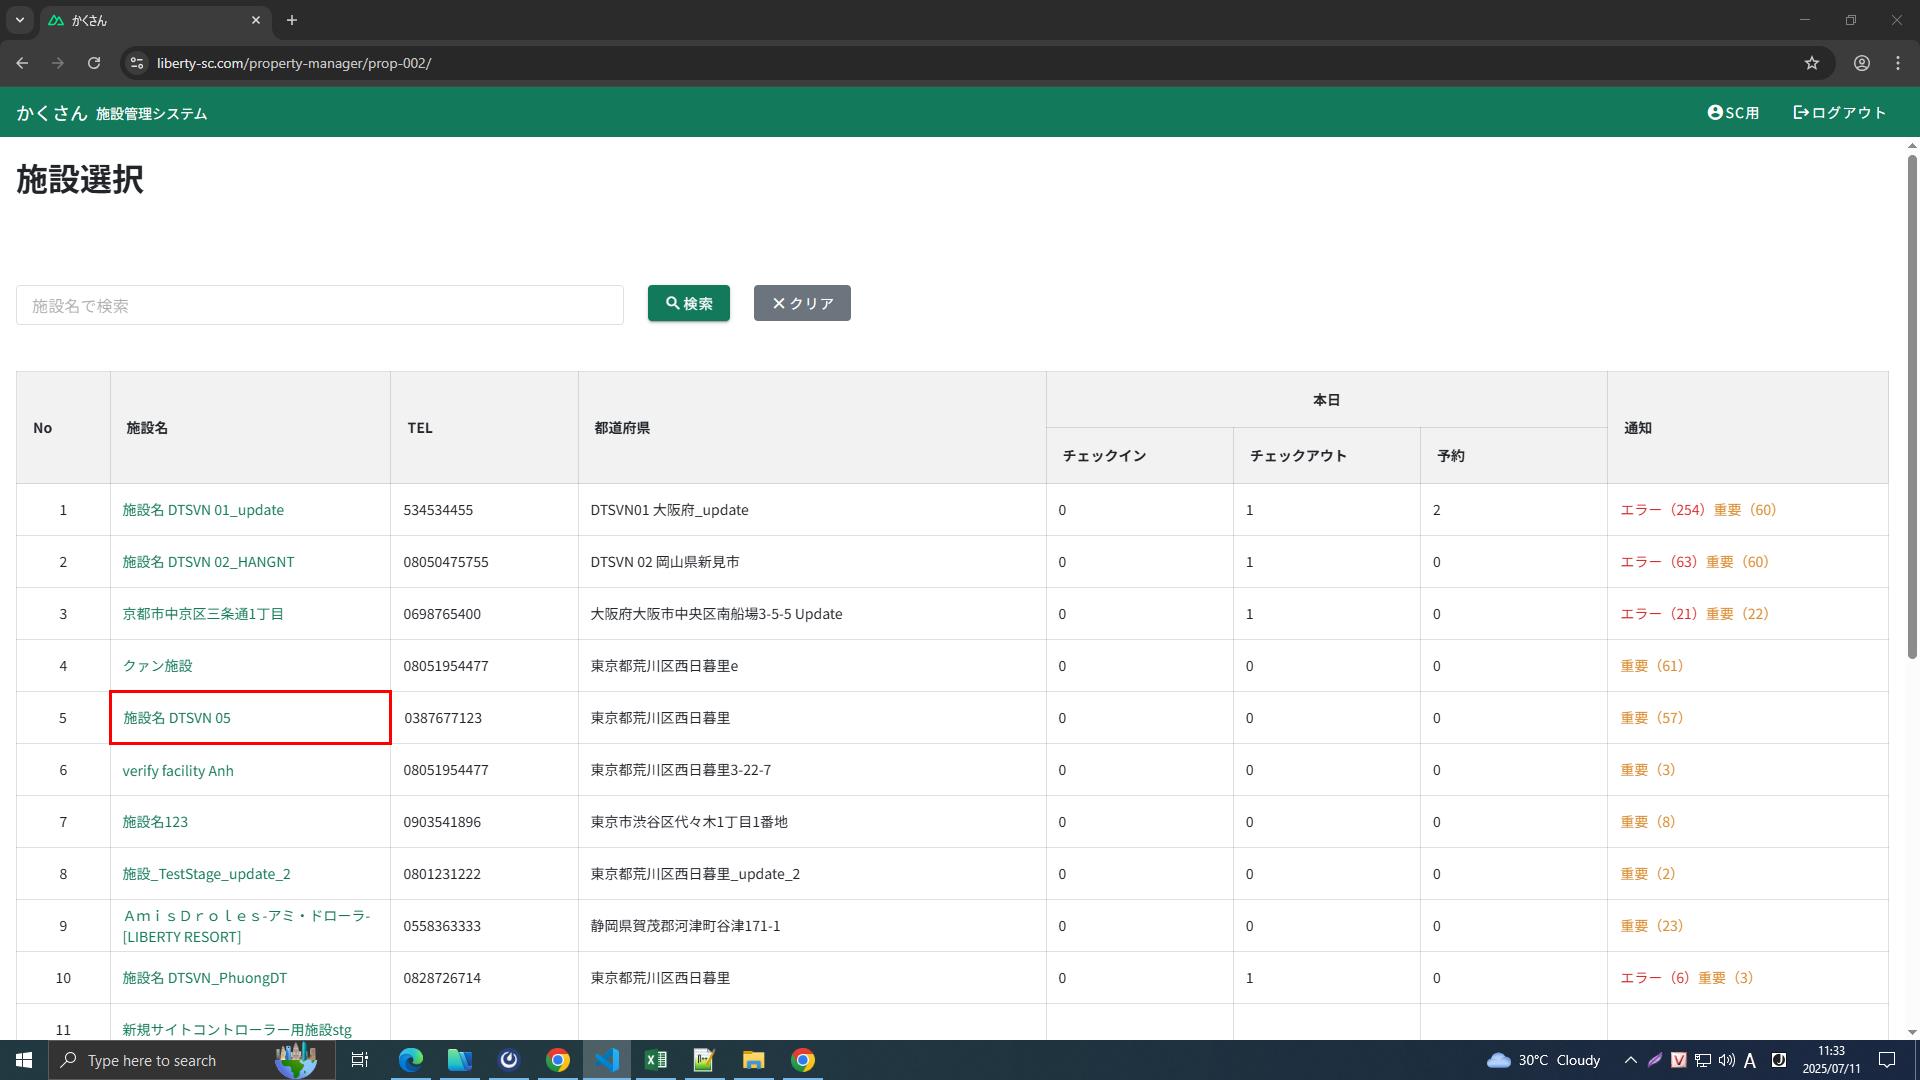 かくさん
liberty-sc.com/property-manager/prop-002/
かくさん 施設管理システム
SC用
ログアウト
施設選択
施設名で検索
検索
クリア
No 施設名 TEL 都道府県 本日 通知
チェックイン チェックアウト 予約
1 施設名 DTSVN 01_update 534534455 DTSVN01 大阪府_update 0 1 2 エラー（254）重要（60）
2 施設名 DTSVN 02_HANGNT 08050475755 DTSVN 02 岡山県新見市 0 1 0 エラー（63）重要（60）
3 京都市中京区三条通1丁目 0698765400 大阪府大阪市中央区南船場3-5-5 Update 0 1 0 エラー（21）重要（22）
4 クァン施設 08051954477 東京都荒川区西日暮里e 0 0 0 重要（61）
5 施設名 DTSVN 05 0387677123 東京都荒川区西日暮里 0 0 0 重要（57）
6 verify facility Anh 08051954477 東京都荒川区西日暮里3-22-7 0 0 0 重要（3）
7 施設名123 0903541896 東京市渋谷区代々木1丁目1番地 0 0 0 重要（8）
8 施設_TestStage_update_2 0801231222 東京都荒川区西日暮里_update_2 0 0 0 重要（2）
9 ＡｍｉｓＤｒｏｌｅｓ-アミ・ドローラ-
[LIBERTY RESORT] 0558363333 静岡県賀茂郡河津町谷津171-1 0 0 0 重要（23）
10 施設名 DTSVN_PhuongDT 0828726714 東京都荒川区西日暮里 0 1 0 エラー（6）重要（3）
11 新規サイトコントローラー用施設stg
Type here to search
30°C Cloudy
A
11:33
2025/07/11